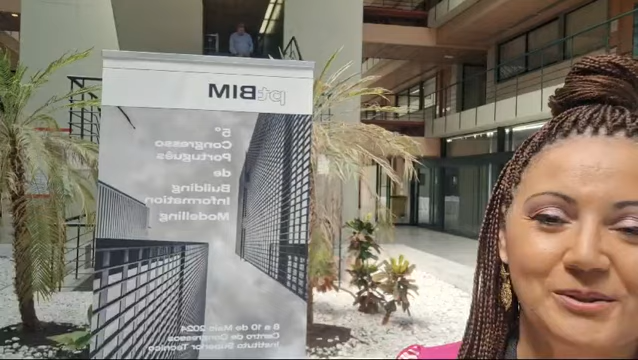 ptBIM
5º
Congresso
Português
de
Building
Information
Modelling
8 a 10 de Maio 2024
Centro de Congressos
Instituto Superior Técnico